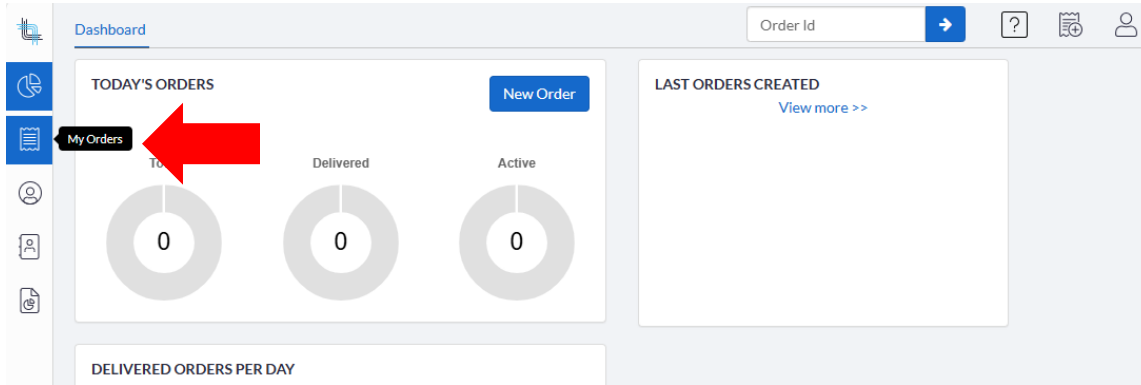 Dashboard
Order Id
?
TODAY'S ORDERS
New Order
LAST ORDERS CREATED
View more >>
My Orders
Delivered
Active
0
0
0
DELIVERED ORDERS PER DAY